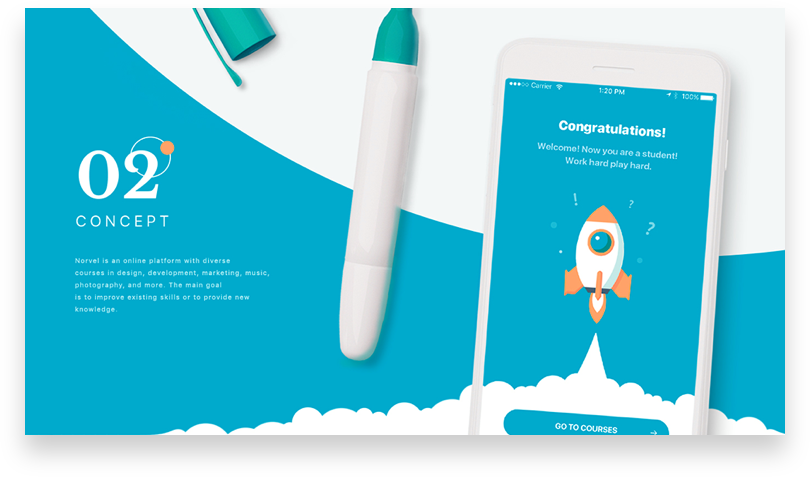 02
CONCEPT
Norvel is an online platform with diverse
courses in design, development, marketing, music,
photography, and more. The main goal
is to improve existing skills or to provide new
knowledge.
Carrier
1:20 PM
100%
Congratulations!
Welcome! Now you are a student!
Work hard play hard.
! ? ?
GO TO COURSES →